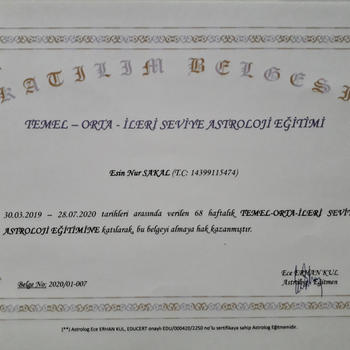 KATILIM BELGESİ
TEMEL – ORTA - İLERİ SEVİYE ASTROLOJİ EĞİTİMİ
Esin Nur SAKAL (T.C: 14399115474)
30.03.2019 – 28.07.2020 tarihleri arasında verilen 68 haftalık TEMEL-ORTA-İLERİ SEVİ
ASTROLOJİ EĞİTİMİNE katılarak, bu belgeyi almaya hak kazanmıştır.
Ece ERHAN KUL
Belge No: 2020/01-007
Astrolog- Eğitmen
(**) Astrolog Ece ERHAN KUL, EDUCERT onaylı EDU/000420/2250 no'lu sertifikaya sahip Astrolog Eğitmenidir.